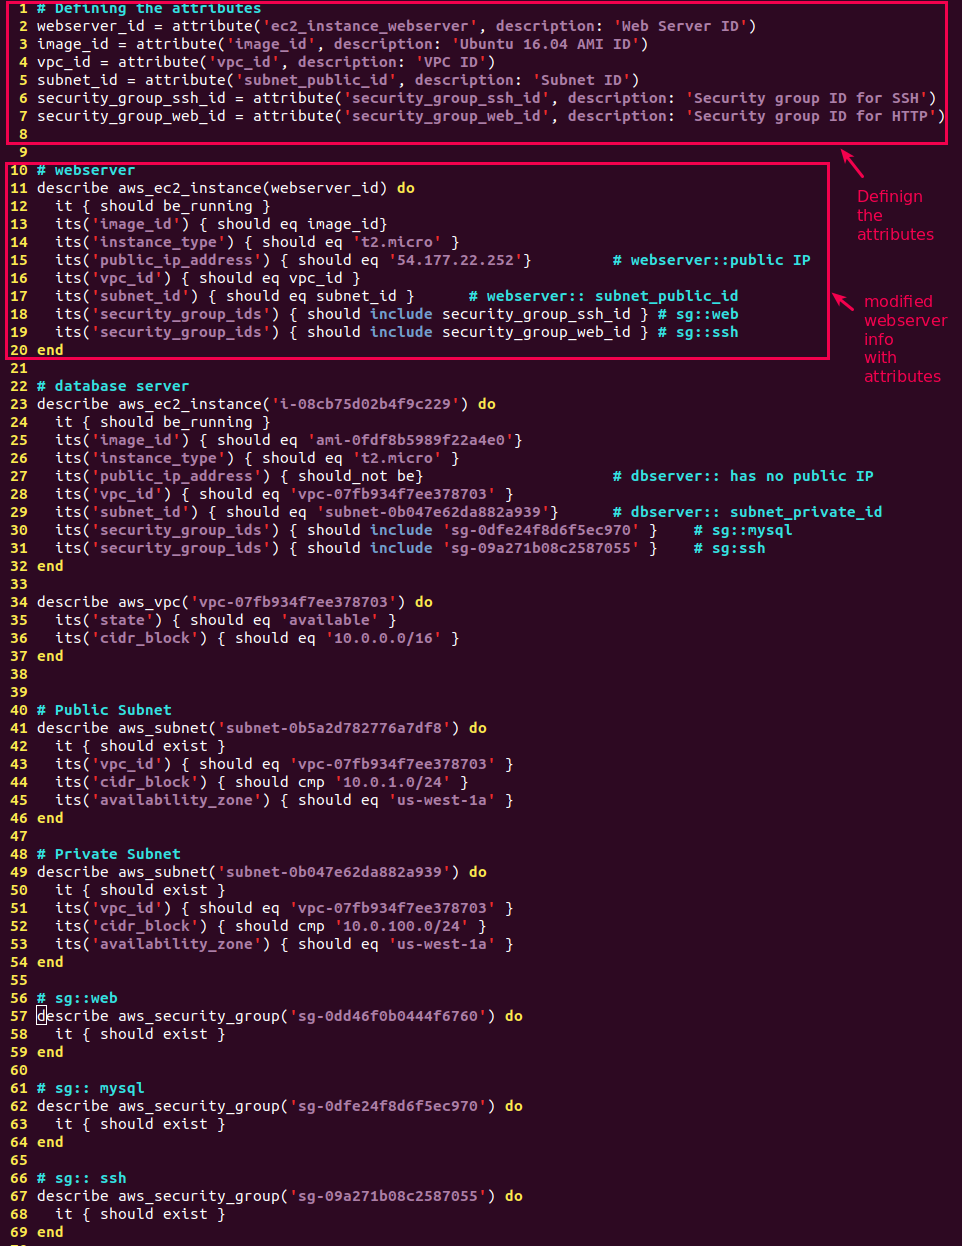 1 # Defining the attributes
2 webserver_id = attribute('ec2_instance_webserver', description: 'Web Server ID')
3 image_id = attribute('image_id', description: 'Ubuntu 16.04 AMI ID')
4 vpc_id = attribute('vpc_id', description: 'VPC ID')
5 subnet_id = attribute('subnet_public_id', description: 'Subnet ID')
6 security_group_ssh_id = attribute('security_group_ssh_id', description: 'Security group ID for SSH')
7 security_group_web_id = attribute('security_group_web_id', description: 'Security group ID for HTTP')
8
9
10 # webserver
11 describe aws_ec2_instance(webserver_id) do
12   it { should be_running }
13   its('image_id') { should eq image_id}
14   its('instance_type') { should eq 't2.micro' }
15   its('public_ip_address') { should eq '54.177.22.252'}         # webserver::public IP
16   its('vpc_id') { should eq vpc_id }
17   its('subnet_id') { should eq subnet_id }      # webserver:: subnet_public_id
18   its('security_group_ids') { should include security_group_ssh_id } # sg::web
19   its('security_group_ids') { should include security_group_web_id } # sg::ssh
20 end
Definign
the
attributes
modified
webserver
info
with
attributes
21
22 # database server
23 describe aws_ec2_instance('i-08cb75d02b4f9c229') do
24   it { should be_running }
25   its('image_id') { should eq 'ami-0fdf8b5989f22a4e0'}
26   its('instance_type') { should eq 't2.micro' }
27   its('public_ip_address') { should_not be}                     # dbserver:: has no public IP
28   its('vpc_id') { should eq 'vpc-07fb934f7ee378703' }
29   its('subnet_id') { should eq 'subnet-0b047e62da882a939'}      # dbserver:: subnet_private_id
30   its('security_group_ids') { should include 'sg-0dfe24f8d6f5ec970' }    # sg::mysql
31   its('security_group_ids') { should include 'sg-09a271b08c2587055' }    # sg:ssh
32 end
33
34 describe aws_vpc('vpc-07fb934f7ee378703') do
35   its('state') { should eq 'available' }
36   its('cidr_block') { should eq '10.0.0.0/16' }
37 end
38
39
40 # Public Subnet
41 describe aws_subnet('subnet-0b5a2d782776a7df8') do
42   it { should exist }
43   its('vpc_id') { should eq 'vpc-07fb934f7ee378703' }
44   its('cidr_block') { should cmp '10.0.1.0/24' }
45   its('availability_zone') { should eq 'us-west-1a' }
46 end
47
48 # Private Subnet
49 describe aws_subnet('subnet-0b047e62da882a939') do
50   it { should exist }
51   its('vpc_id') { should eq 'vpc-07fb934f7ee378703' }
52   its('cidr_block') { should cmp '10.0.100.0/24' }
53   its('availability_zone') { should eq 'us-west-1a' }
54 end
55
56 # sg::web
57 describe aws_security_group('sg-0dd46f0b0444f6760') do
58   it { should exist }
59 end
60
61 # sg:: mysql
62 describe aws_security_group('sg-0dfe24f8d6f5ec970') do
63   it { should exist }
64 end
65
66 # sg:: ssh
67 describe aws_security_group('sg-09a271b08c2587055') do
68   it { should exist }
69 end